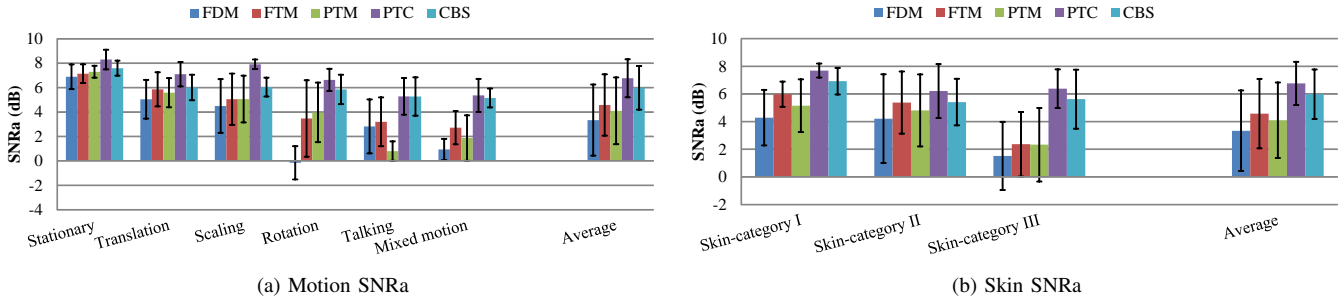 FDM FTM PTM PTC CBS
10
8
6
4
2
0
-2
-4
SNRa (dB)
Stationary Translation Scaling Rotation Talking Mixed motion Average
(a) Motion SNRa
FDM FTM PTM PTC CBS
10
8
6
4
2
0
-2
SNRa (dB)
Skin-category I Skin-category II Skin-category III Average
(b) Skin SNRa